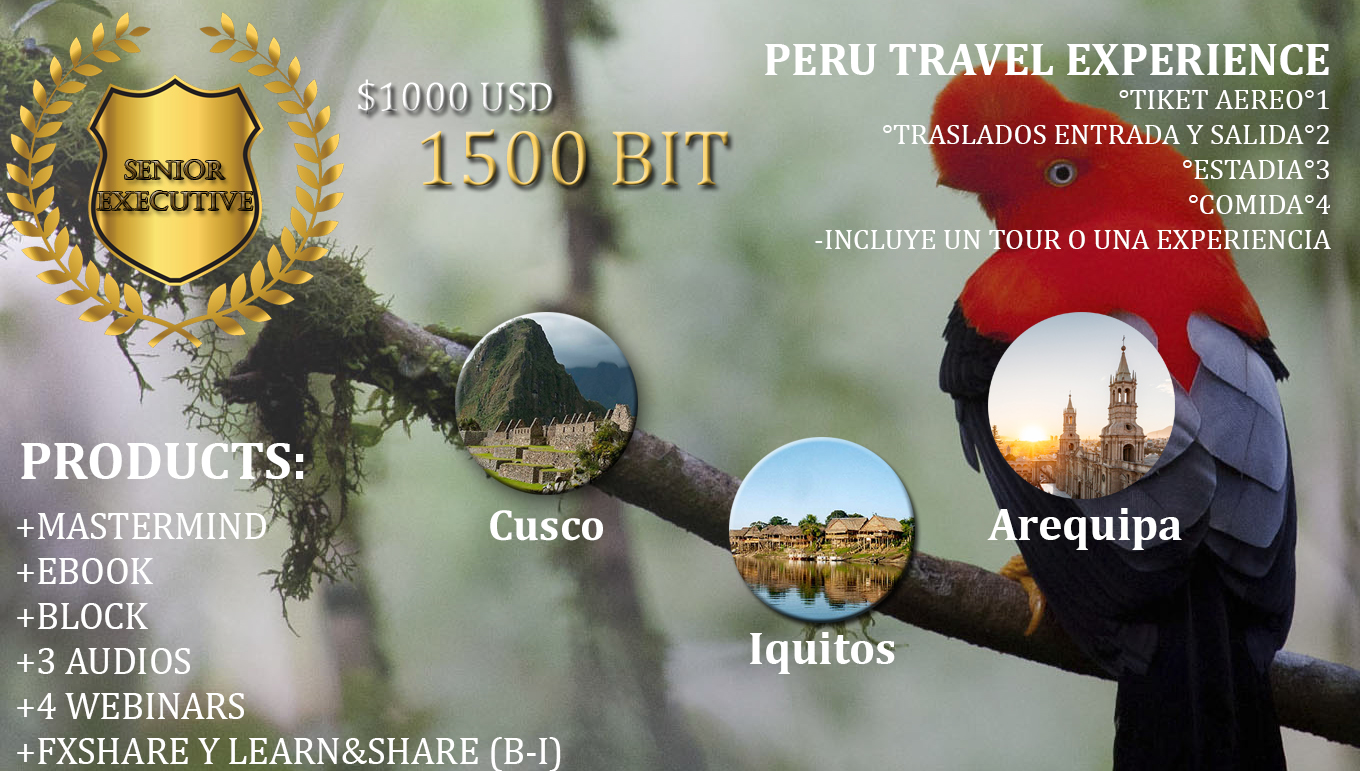 SENIOR
EXECUTIVE
$1000 USD
1500 BIT
PERU TRAVEL EXPERIENCE
°TIKET AEREO°1
°TRASLADOS ENTRADA Y SALIDA°2
°ESTADIA°3
°COMIDA°4
-INCLUYE UN TOUR O UNA EXPERIENCIA
Cusco
Iquitos
Arequipa
PRODUCTS:
+MASTERMIND
+EBOOK
+BLOCK
+3 AUDIOS
+4 WEBINARS
+FXSHARE Y LEARN&SHARE (B-I)